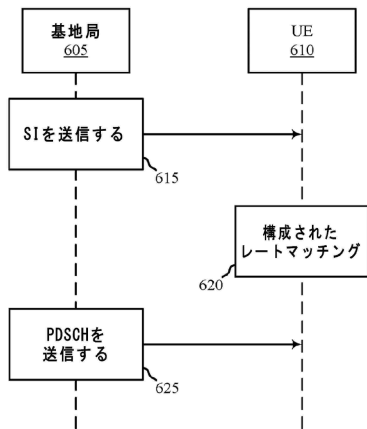 基地局
605
UE
610
SIを送信する
615
構成された
レートマッチング
620
PDSCHを
送信する
625